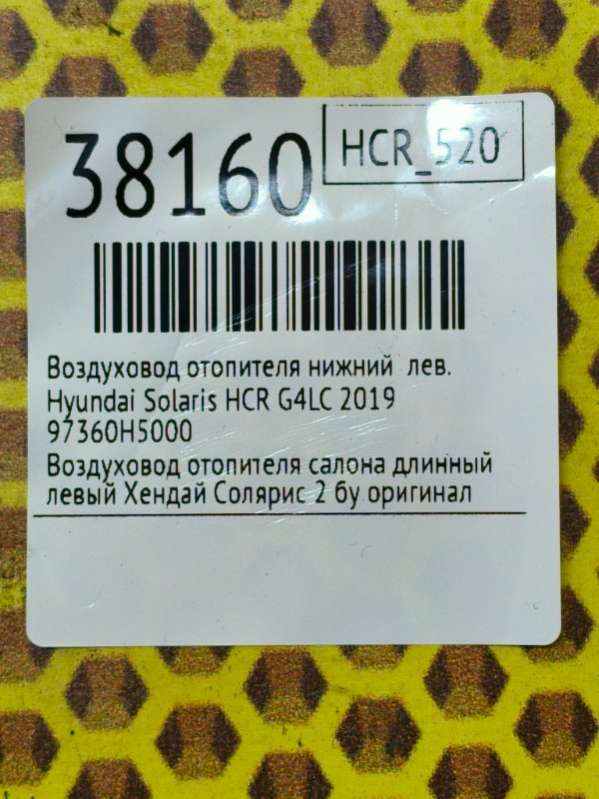 38160
HCR_520
Воздуховод отопителя нижний лев.
Hyundai Solaris HCR G4LC 2019
97360H5000
Воздуховод отопителя салона длинный
левый Хендай Солярис 2 бу оригинал